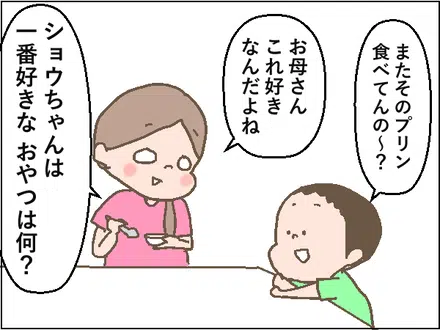 またそのプリン
食べてんの〜？
お母さん
これ好き
なんだよね
ショウちゃんは
一番好きな おやつは何？